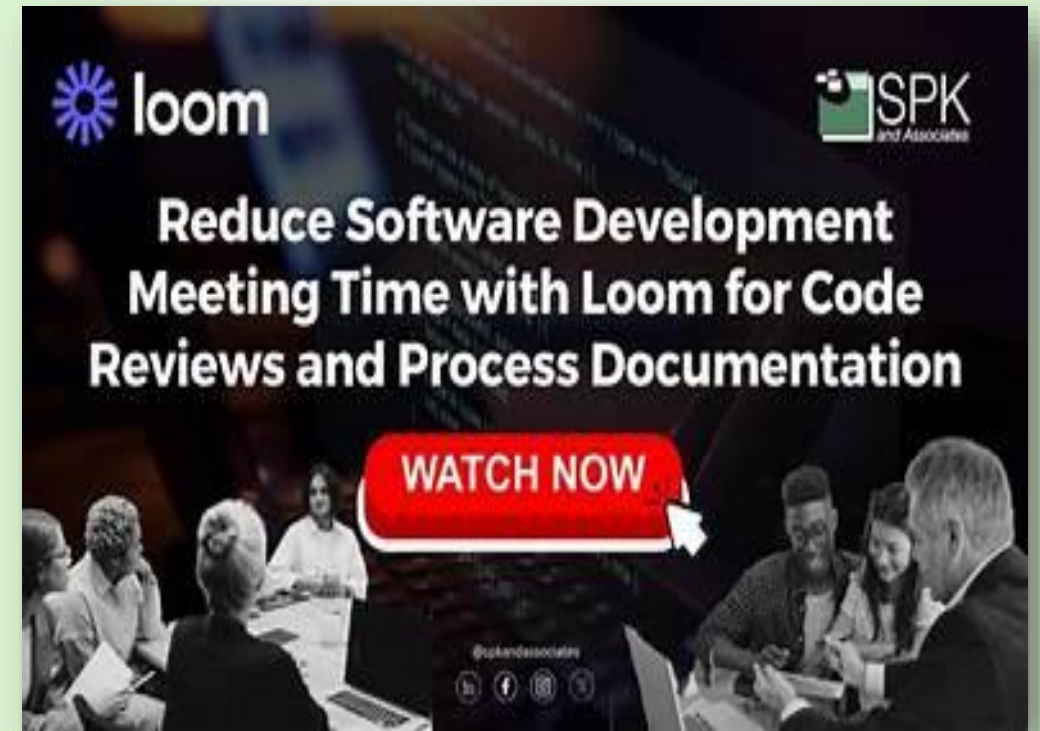 loom
SPK
and Associates
Reduce Software Development
Meeting Time with Loom for Code
Reviews and Process Documentation
WATCH NOW
@spkandassociates